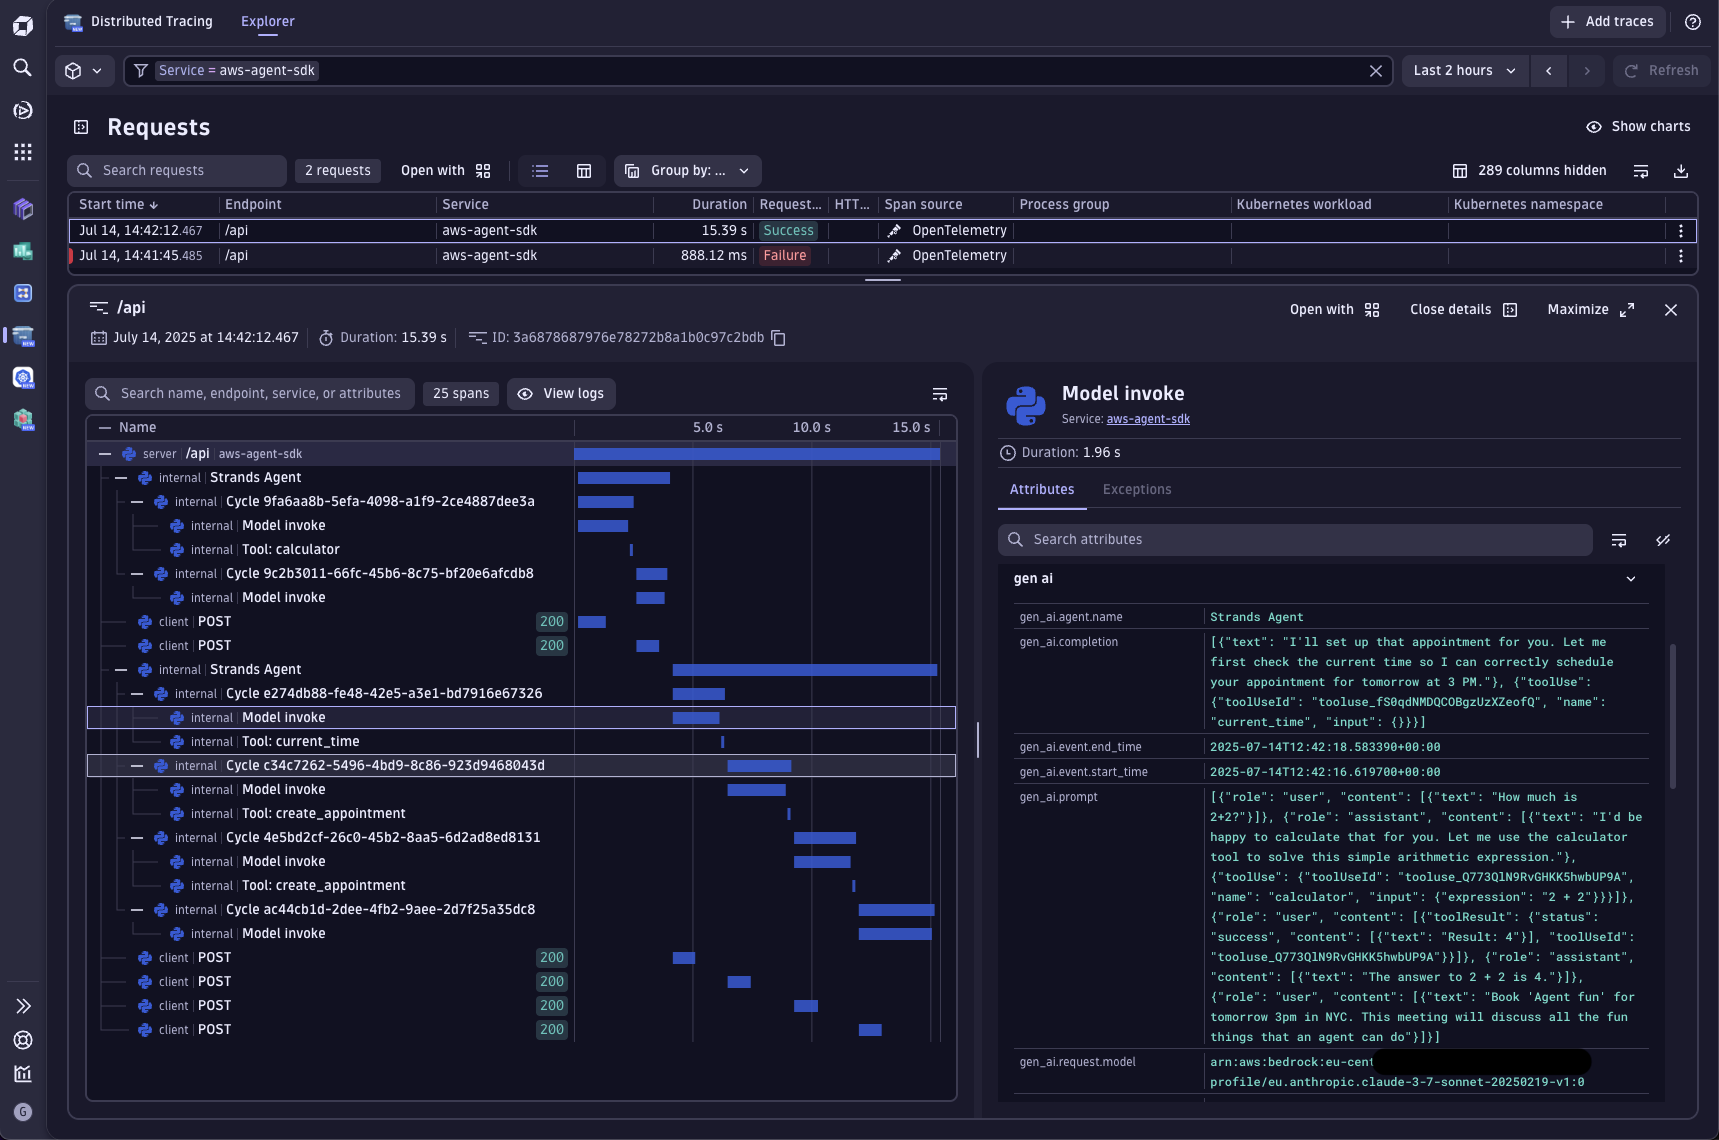 Distributed Tracing
Explorer
Add traces
NEW
Service = aws-agent-sdk
Last 2 hours
Refresh
Requests
Show charts
Search requests
2 requests
Open with
Group by: ...
289 columns hidden
Start time Endpoint Service Duration Request... HTT... Span source Process group Kubernetes workload Kubernetes namespace
Jul 14, 14:42:12.467 /api aws-agent-sdk 15.39 s Success OpenTelemetry
Jul 14, 14:41:45.485 /api aws-agent-sdk 888.12 ms Failure OpenTelemetry
/api
Open with
Close details
Maximize
July 14, 2025 at 14:42:12.467
Duration: 15.39 s
ID: 3a6878687976e78272b8a1b0c97c2bdb
Search name, endpoint, service, or attributes
25 spans
View logs
Name 5.0 s 10.0 s 15.0 s
server /api aws-agent-sdk
internal Strands Agent
internal Cycle 9fa6aa8b-5efa-4098-a1f9-2ce4887dee3a
internal Model invoke
internal Tool: calculator
internal Cycle 9c2b3011-66fc-45b6-8c75-bf20e6afcdb8
internal Model invoke
client POST 200
client POST 200
internal Strands Agent
internal Cycle e274db88-fe48-42e5-a3e1-bd7916e67326
internal Model invoke
internal Tool: current_time
internal Cycle c34c7262-5496-4bd9-8c86-923d9468043d
internal Model invoke
internal Tool: create_appointment
internal Cycle 4e5bd2cf-26c0-45b2-8aa5-6d2ad8ed8131
internal Model invoke
internal Tool: create_appointment
internal Cycle ac44cb1d-2dee-4fb2-9aee-2d7f25a35dc8
internal Model invoke
client POST 200
client POST 200
client POST 200
client POST 200
Model invoke
Service: aws-agent-sdk
Duration: 1.96 s
Attributes
Exceptions
Search attributes
gen ai
gen_ai.agent.name Strands Agent
gen_ai.completion [{"text": "I'll set up that appointment for you. Let me
first check the current time so I can correctly schedule
your appointment for tomorrow at 3 PM."}, {"toolUse":
{"toolUseId": "tooluse_fS0qdNMDQCOBgzUzXZeofQ", "name":
"current_time", "input": {}}}]
gen_ai.event.end_time 2025-07-14T12:42:18.583390+00:00
gen_ai.event.start_time 2025-07-14T12:42:16.619700+00:00
gen_ai.prompt [{"role": "user", "content": [{"text": "How much is
2+2?"}]}, {"role": "assistant", "content": [{"text": "I'd be
happy to calculate that for you. Let me use the calculator
tool to solve this simple arithmetic expression."},
{"toolUse": {"toolUseId": "tooluse_Q773QlN9RvGHKK5hwbUP9A",
"name": "calculator", "input": {"expression": "2 + 2"}}}]},
{"role": "user", "content": [{"toolResult": {"status":
"success", "content": [{"text": "Result: 4"}], "toolUseId":
"tooluse_Q773QlN9RvGHKK5hwbUP9A"}}]}, {"role": "assistant",
"content": [{"text": "The answer to 2 + 2 is 4."}]},
{"role": "user", "content": [{"text": "Book 'Agent fun' for
tomorrow 3pm in NYC. This meeting will discuss all the fun
things that an agent can do"}]}]
gen_ai.request.model arn:aws:bedrock:eu-cent
profile/eu.anthropic.claude-3-7-sonnet-20250219-v1:0
NEW
NEW
NEW
G